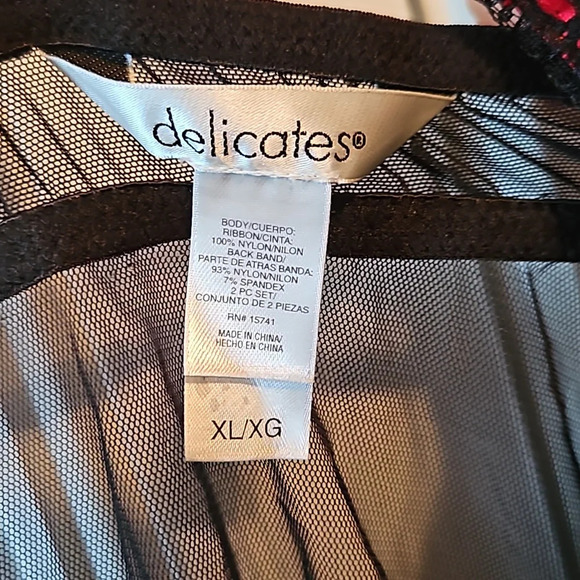 delicates®
BODY/CUERPO:
RIBBON/CINTA:
100% NYLON/NILON
BACK BAND/
PARTE DE ATRAS BANDA:
93% NYLON/NILON
7% SPANDEX
2 PC SET/
CONJUNTO DE 2 PIEZAS
RN# 15741
MADE IN CHINA/
HECHO EN CHINA
XL/XG